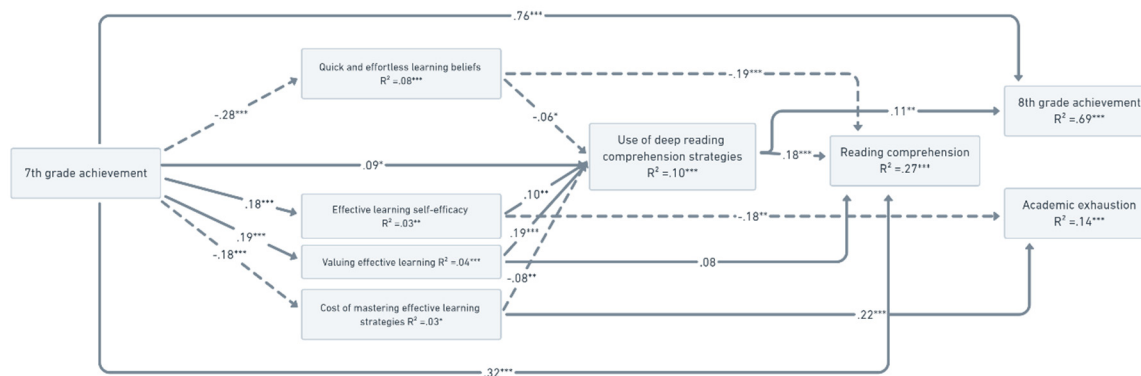 .76***
Quick and effortless learning beliefs
R² =.08***
-.19***
8th grade achievement
R² =.69***
-.28***
-.06*
.11**
Use of deep reading
comprehension strategies
R² =.10***
.18***
Reading comprehension
R² =.27***
7th grade achievement
.09*
.18***
Effective learning self-efficacy
R² =.03**
.10**
-.18**
Academic exhaustion
R² =.14***
.19***
Valuing effective learning R² =.04***
.19***
.08
-.18***
-.08**
Cost of mastering effective learning
strategies R² =.03*
.22***
.32***